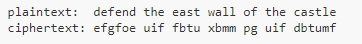 plaintext:  defend the east wall of the castle
ciphertext: efgfoe uif fbtu xbmm pg uif dbtumf